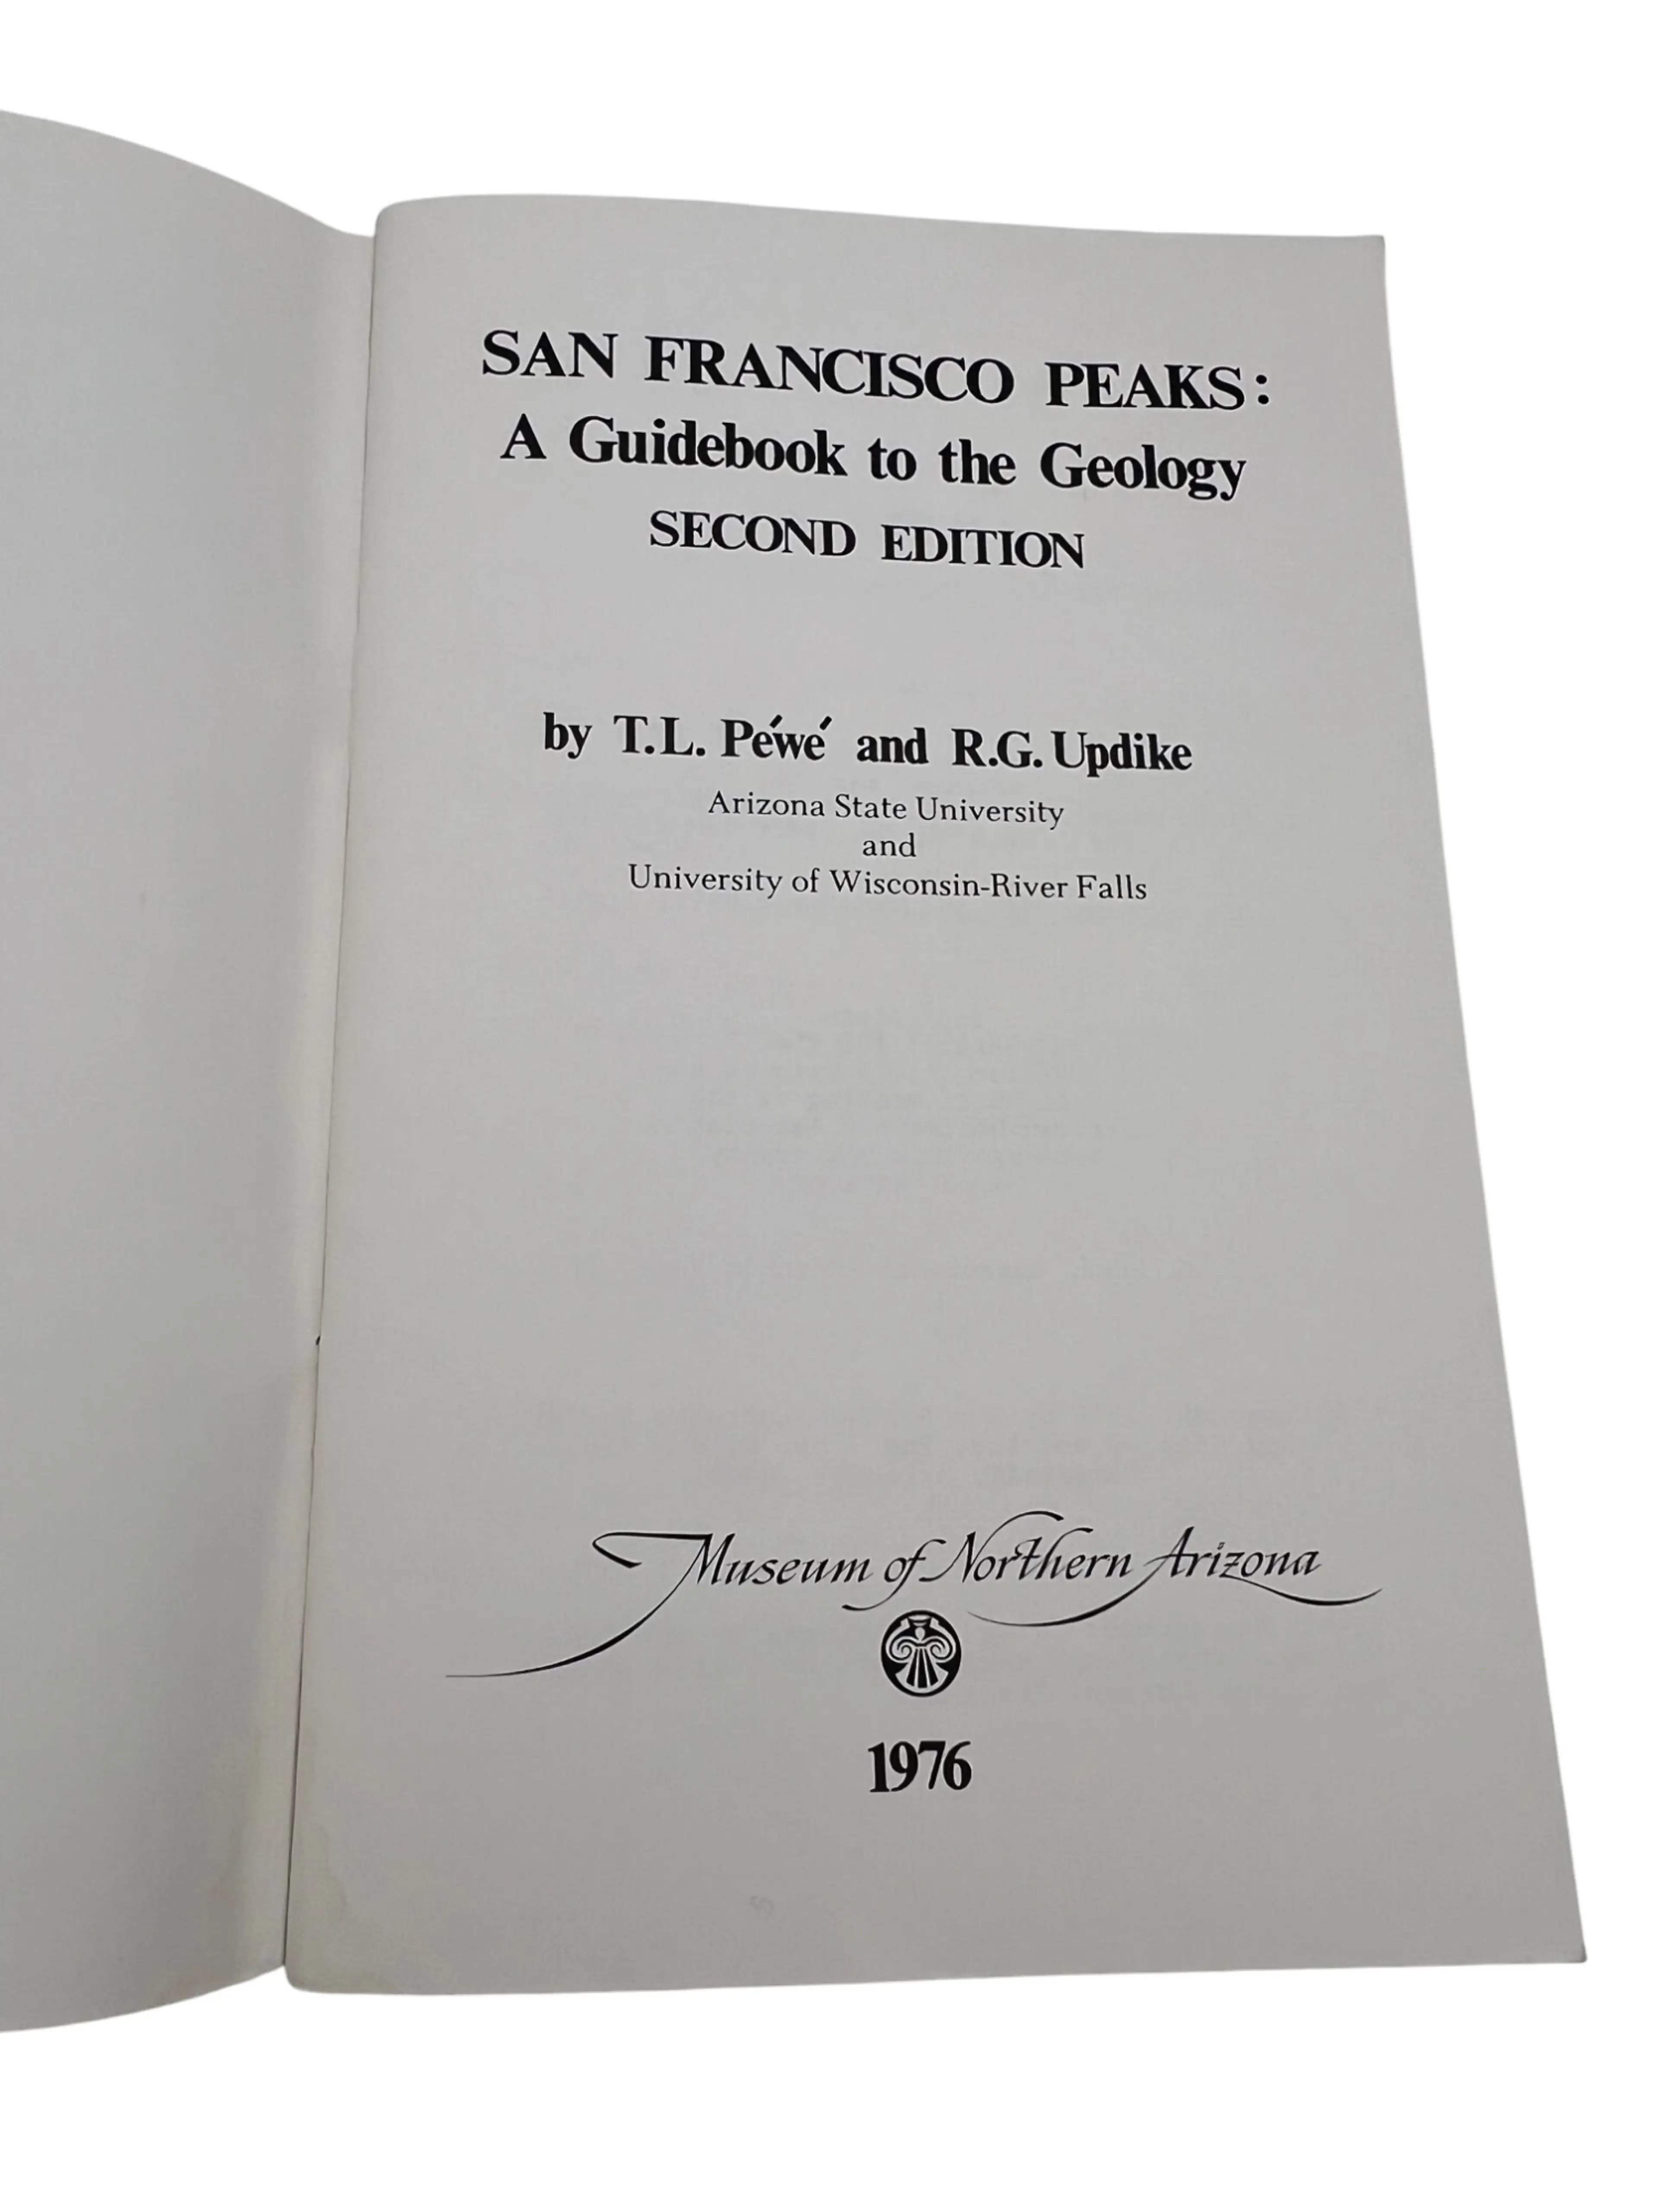 SAN FRANCISCO PEAKS:
A Guidebook to the Geology
SECOND EDITION
by T.L. Péwé and R.G. Updike
Arizona State University
and
University of Wisconsin-River Falls
Museum of Northern Arizona
1976